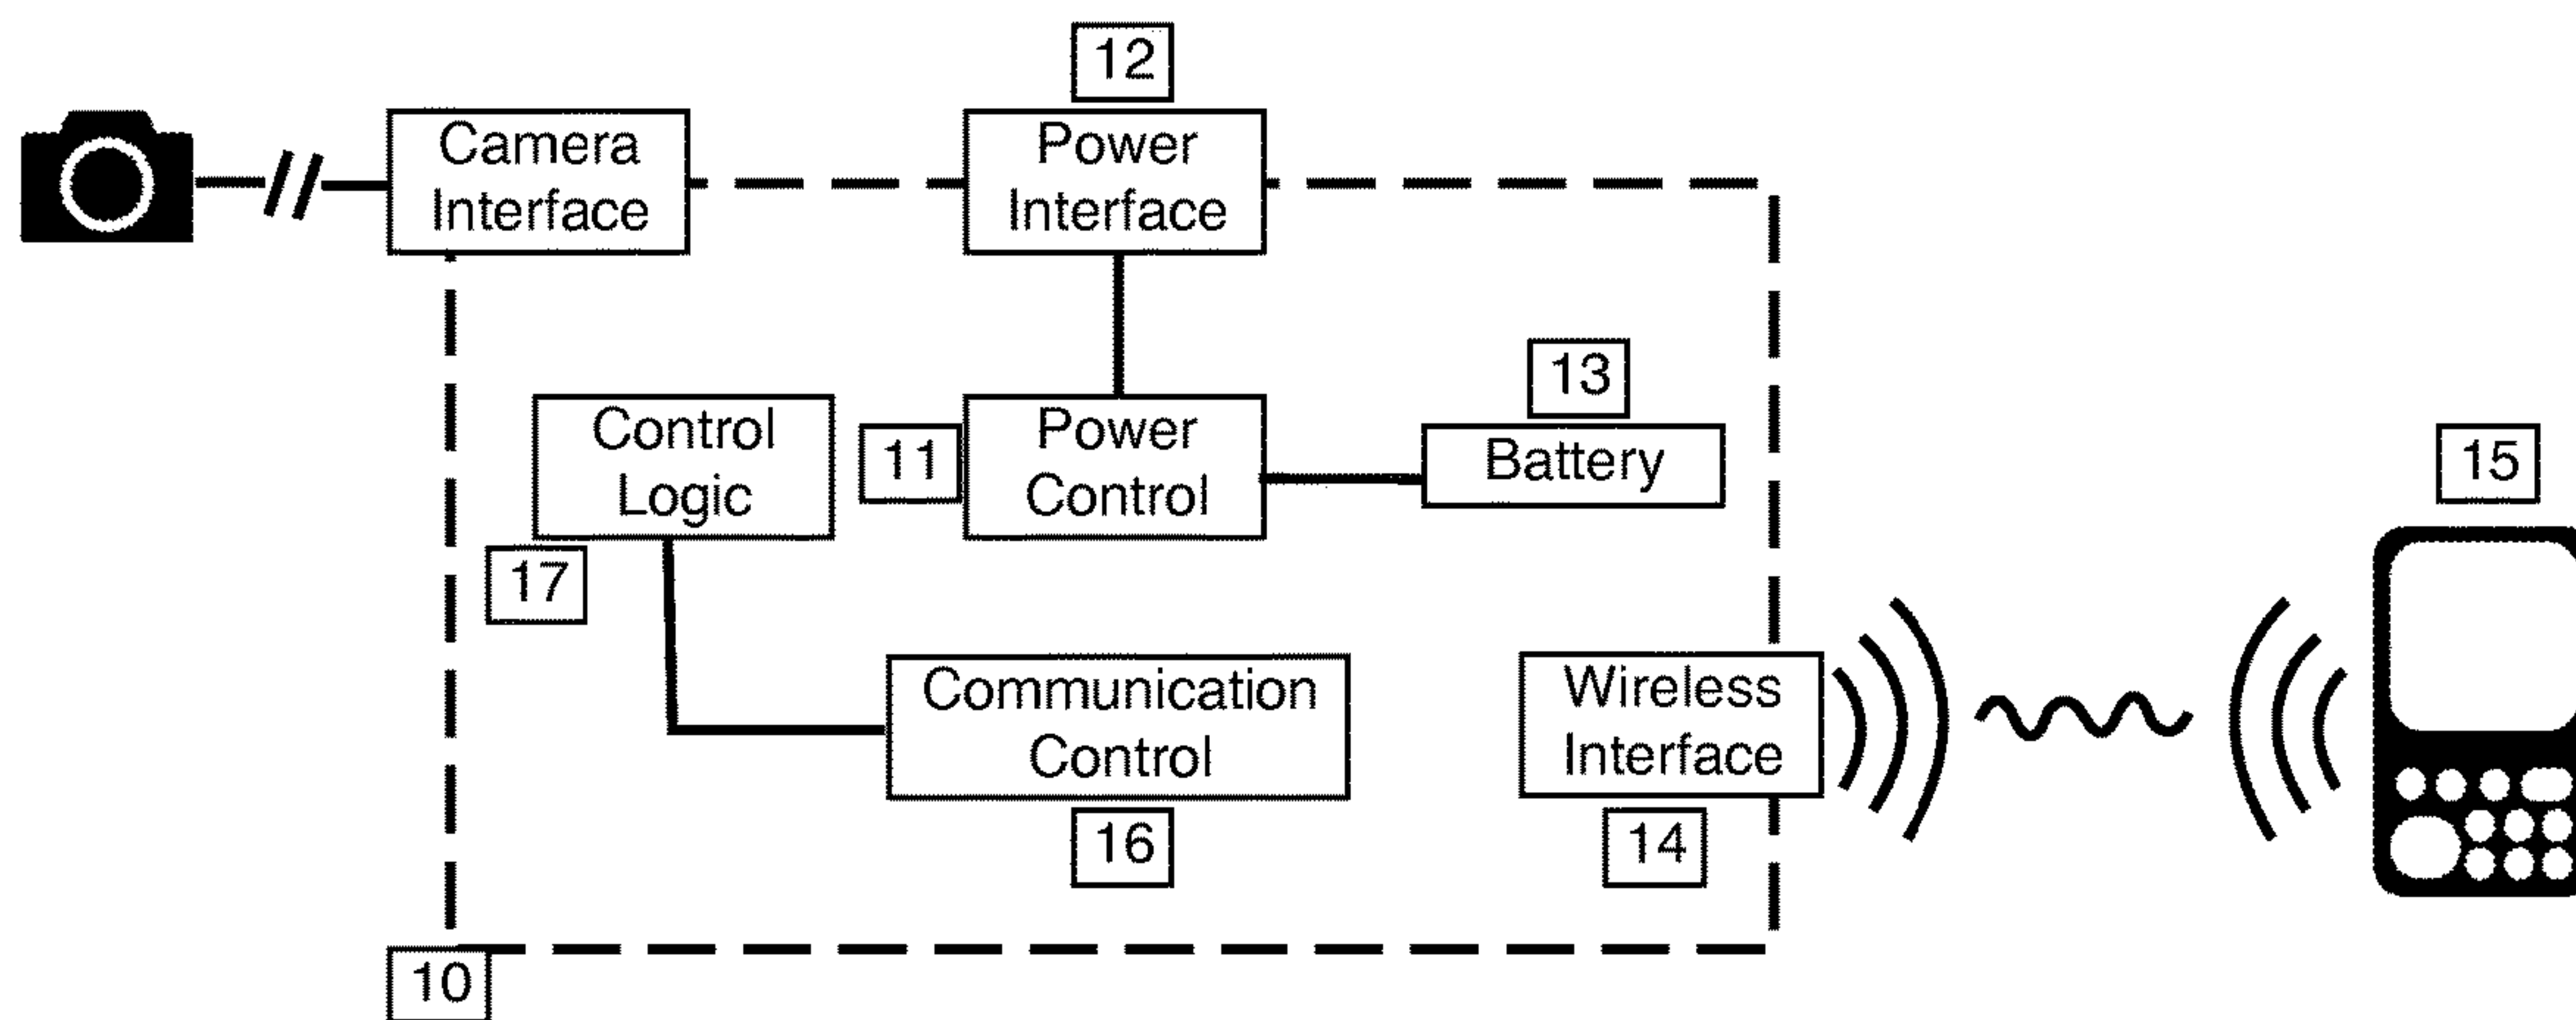 12
Camera
Interface
Power
Interface
13
Control
Logic
11
Power
Control
Battery
15
17
Communication
Control
Wireless
Interface
16
14
10